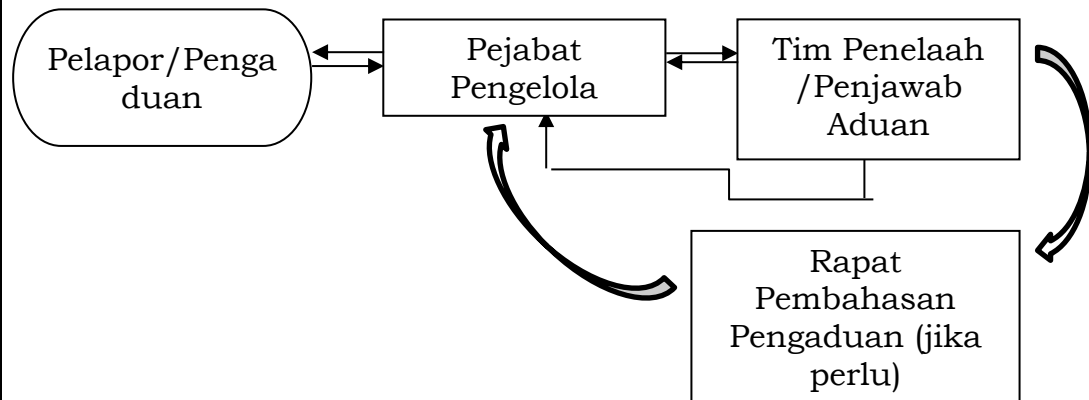 Pelapor/Penga
duan
Pejabat
Pengelola
Tim Penelaah
/Penjawab
Aduan
Rapat
Pembahasan
Pengaduan (jika
perlu)